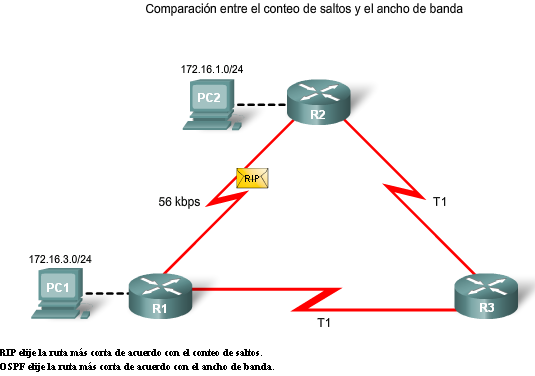 Comparación entre el conteo de saltos y el ancho de banda
172.16.1.0/24
PC2
R2
RIP
56 kbps
T1
172.16.3.0/24
PC1
R1
R3
T1
RIP elije la ruta más corta de acuerdo con el conteo de saltos.
OSPF elije la ruta más corta de acuerdo con el ancho de banda.